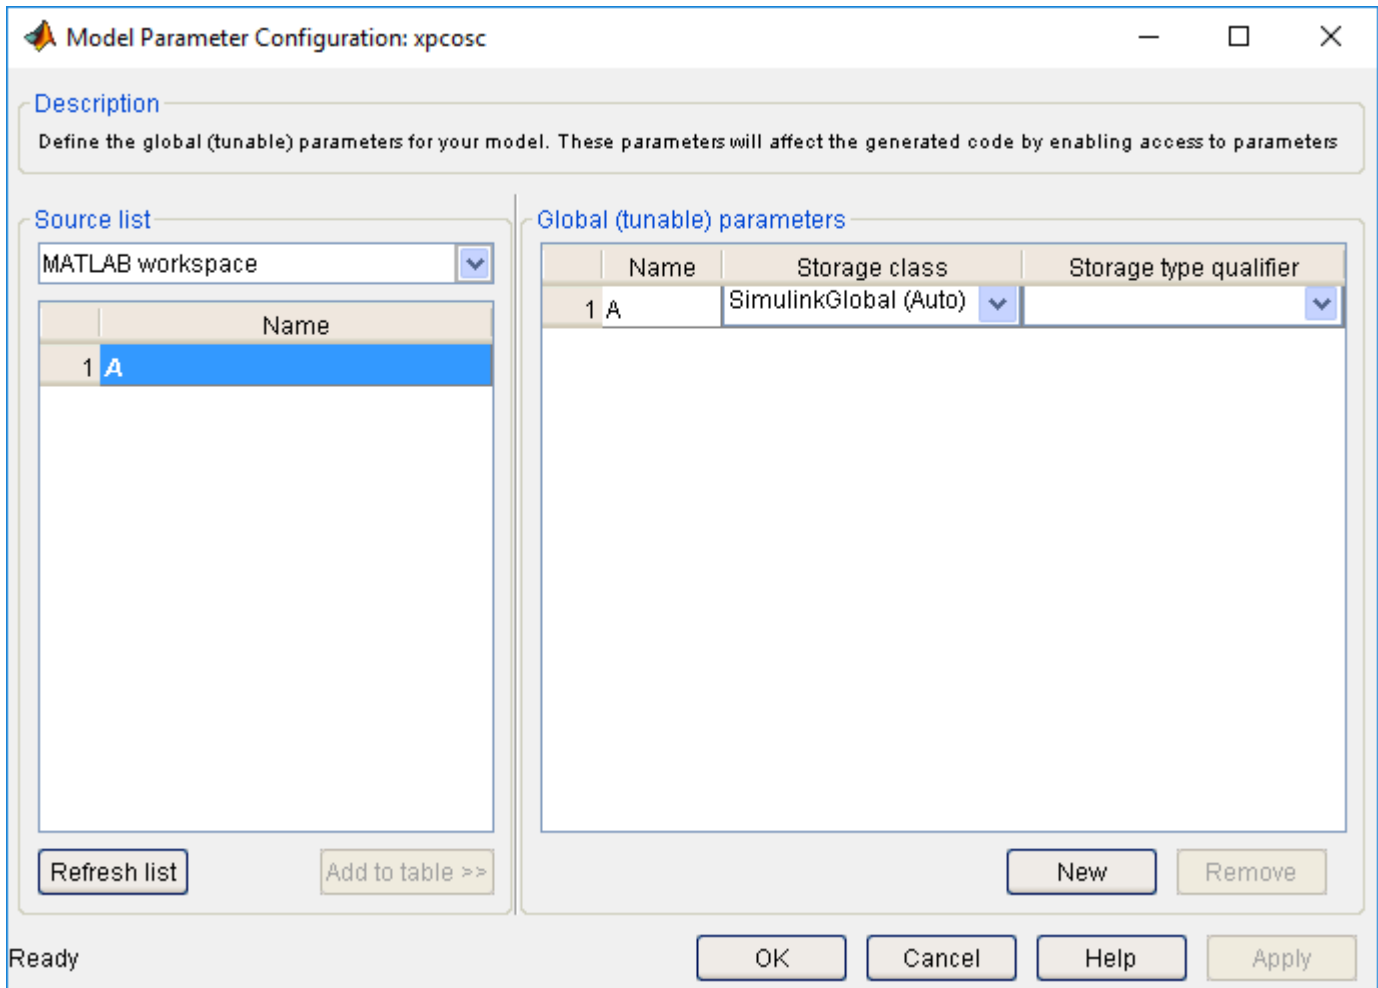 Model Parameter Configuration: xpcosc
Description
Define the global (tunable) parameters for your model. These parameters will affect the generated code by enabling access to parameters
Source list
MATLAB workspace
Name
1 A
Refresh list
Add to table >>
Global (tunable) parameters
Name Storage class Storage type qualifier
1 A SimulinkGlobal (Auto)
New
Remove
Ready
OK
Cancel
Help
Apply